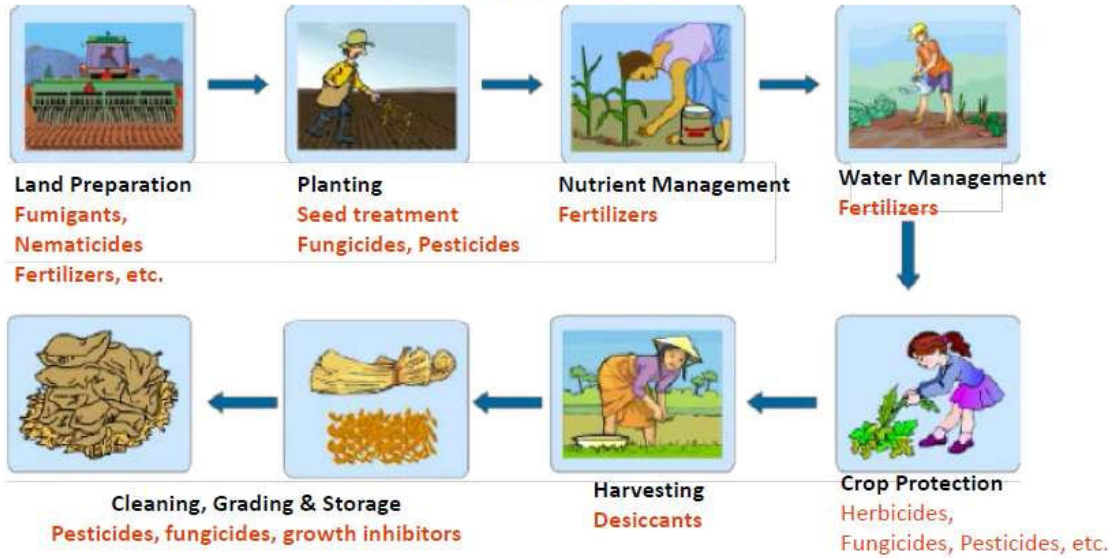 Land Preparation
Fumigants,
Nematicides
Fertilizers, etc.
Planting
Seed treatment
Fungicides, Pesticides
Nutrient Management
Fertilizers
Water Management
Fertilizers
Crop Protection
Herbicides,
Fungicides, Pesticides, etc.
Harvesting
Desiccants
Cleaning, Grading & Storage
Pesticides, fungicides, growth inhibitors